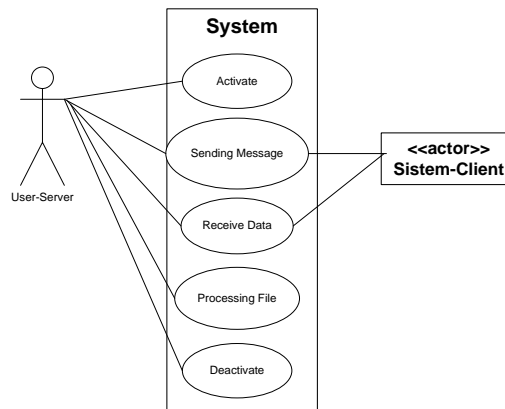 System
Activate
Sending Message
<<actor>>
Sistem-Client
User-Server
Receive Data
Processing File
Deactivate